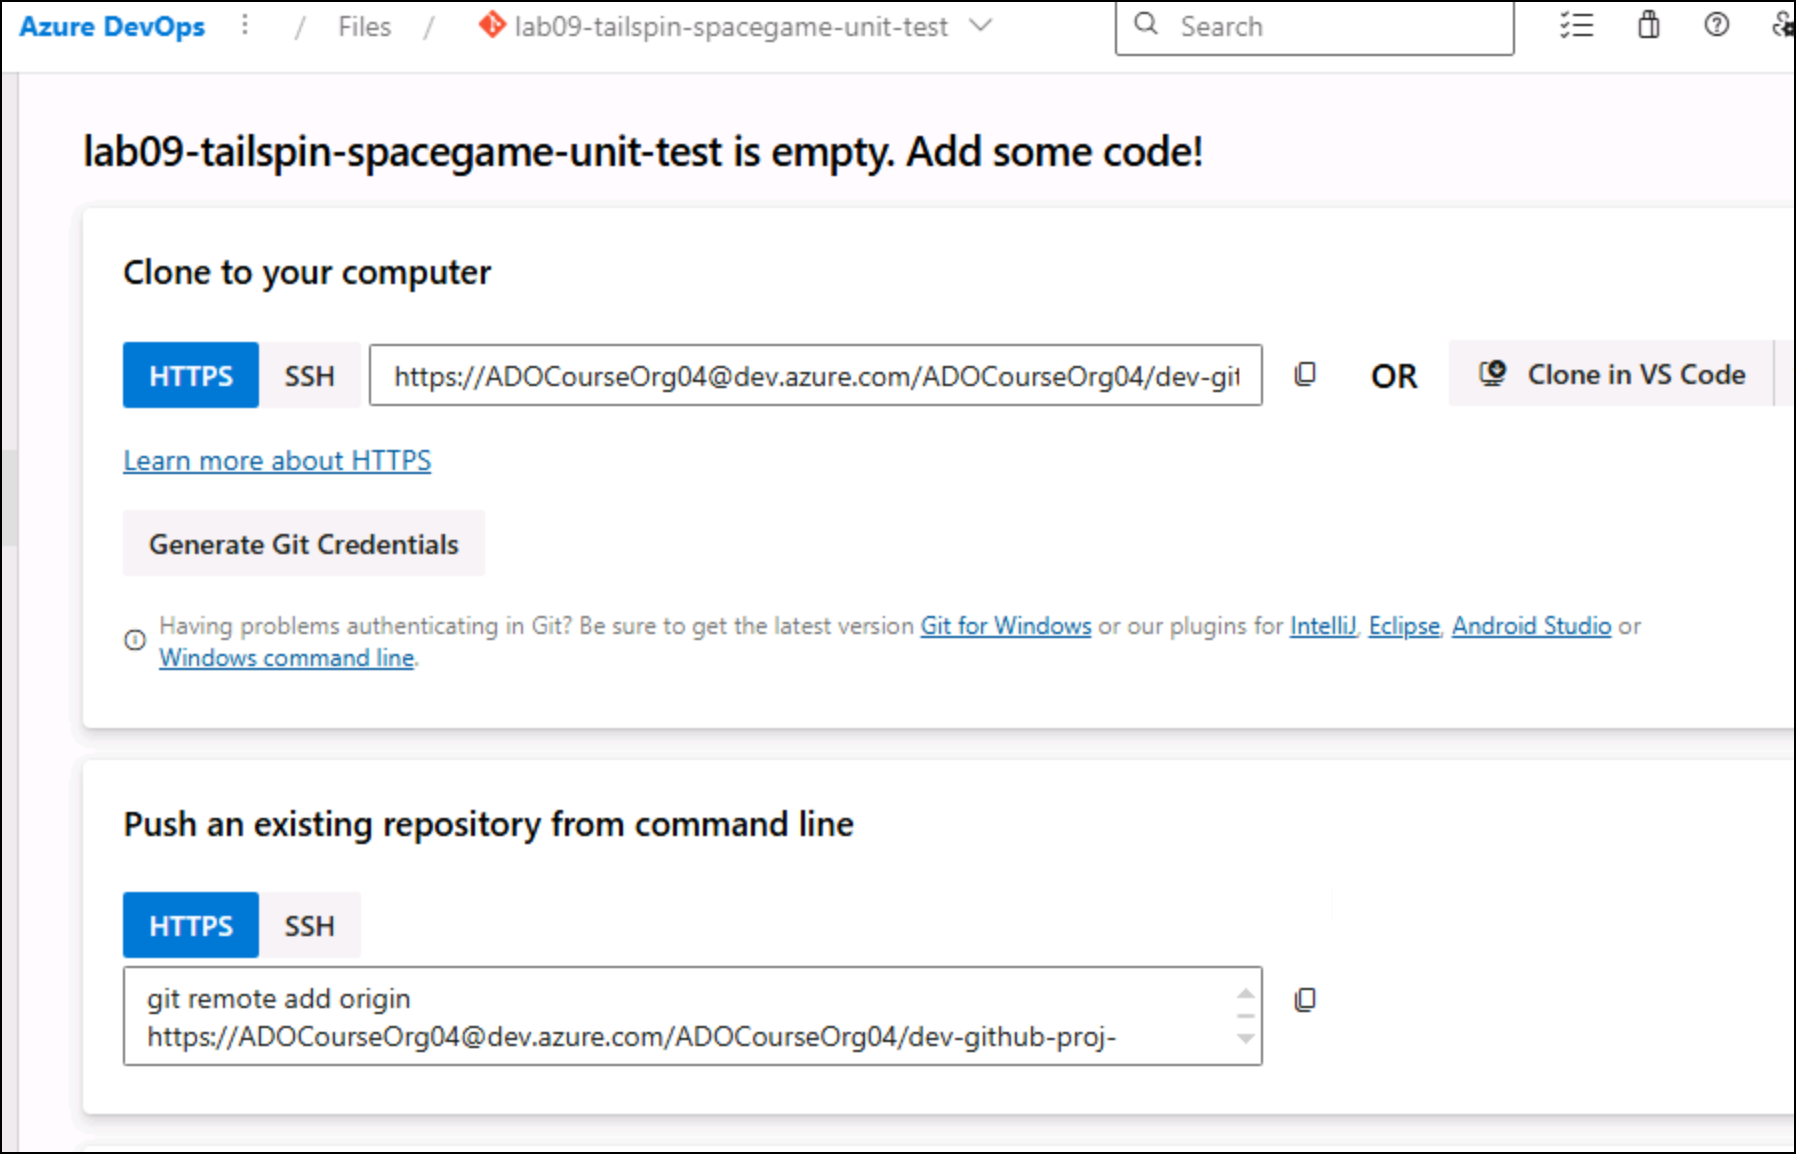 Azure DevOps / Files / lab09-tailspin-spacegame-unit-test Search
lab09-tailspin-spacegame-unit-test is empty. Add some code!
Clone to your computer
HTTPS SSH https://ADOCourseOrg04@dev.azure.com/ADOCourseOrg04/dev-git OR Clone in VS Code
Learn more about HTTPS
Generate Git Credentials
Having problems authenticating in Git? Be sure to get the latest version Git for Windows or our plugins for IntelliJ, Eclipse, Android Studio or
Windows command line.
Push an existing repository from command line
HTTPS SSH
git remote add origin
https://ADOCourseOrg04@dev.azure.com/ADOCourseOrg04/dev-github-proj-